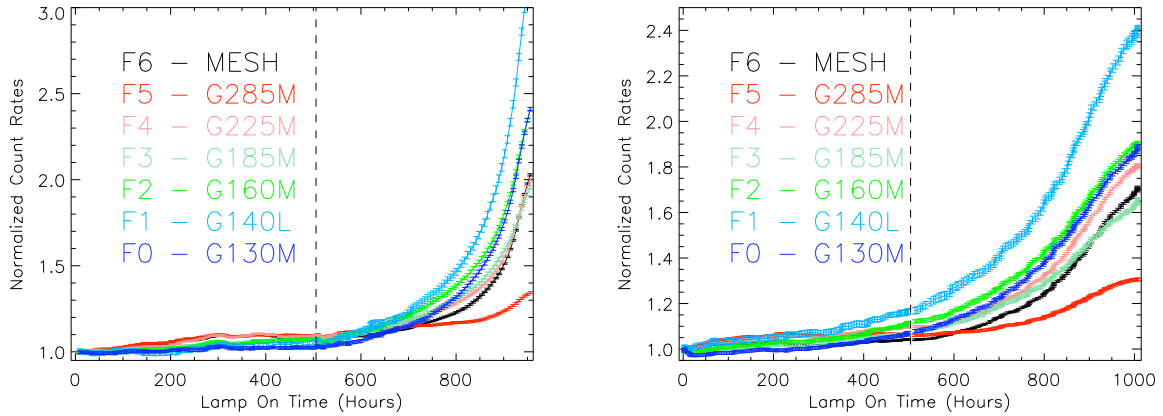 3.0
2.5
2.0
1.5
1.0
Normalized Count Rates
F6 – MESH
F5 – G285M
F4 – G225M
F3 – G185M
F2 – G160M
F1 – G140L
F0 – G130M
0 200 400 600 800
Lamp On Time (Hours)
2.4
2.2
2.0
1.8
1.6
1.4
1.2
1.0
Normalized Count Rates
F6 – MESH
F5 – G285M
F4 – G225M
F3 – G185M
F2 – G160M
F1 – G140L
F0 – G130M
0 200 400 600 800 1000
Lamp On Time (Hours)